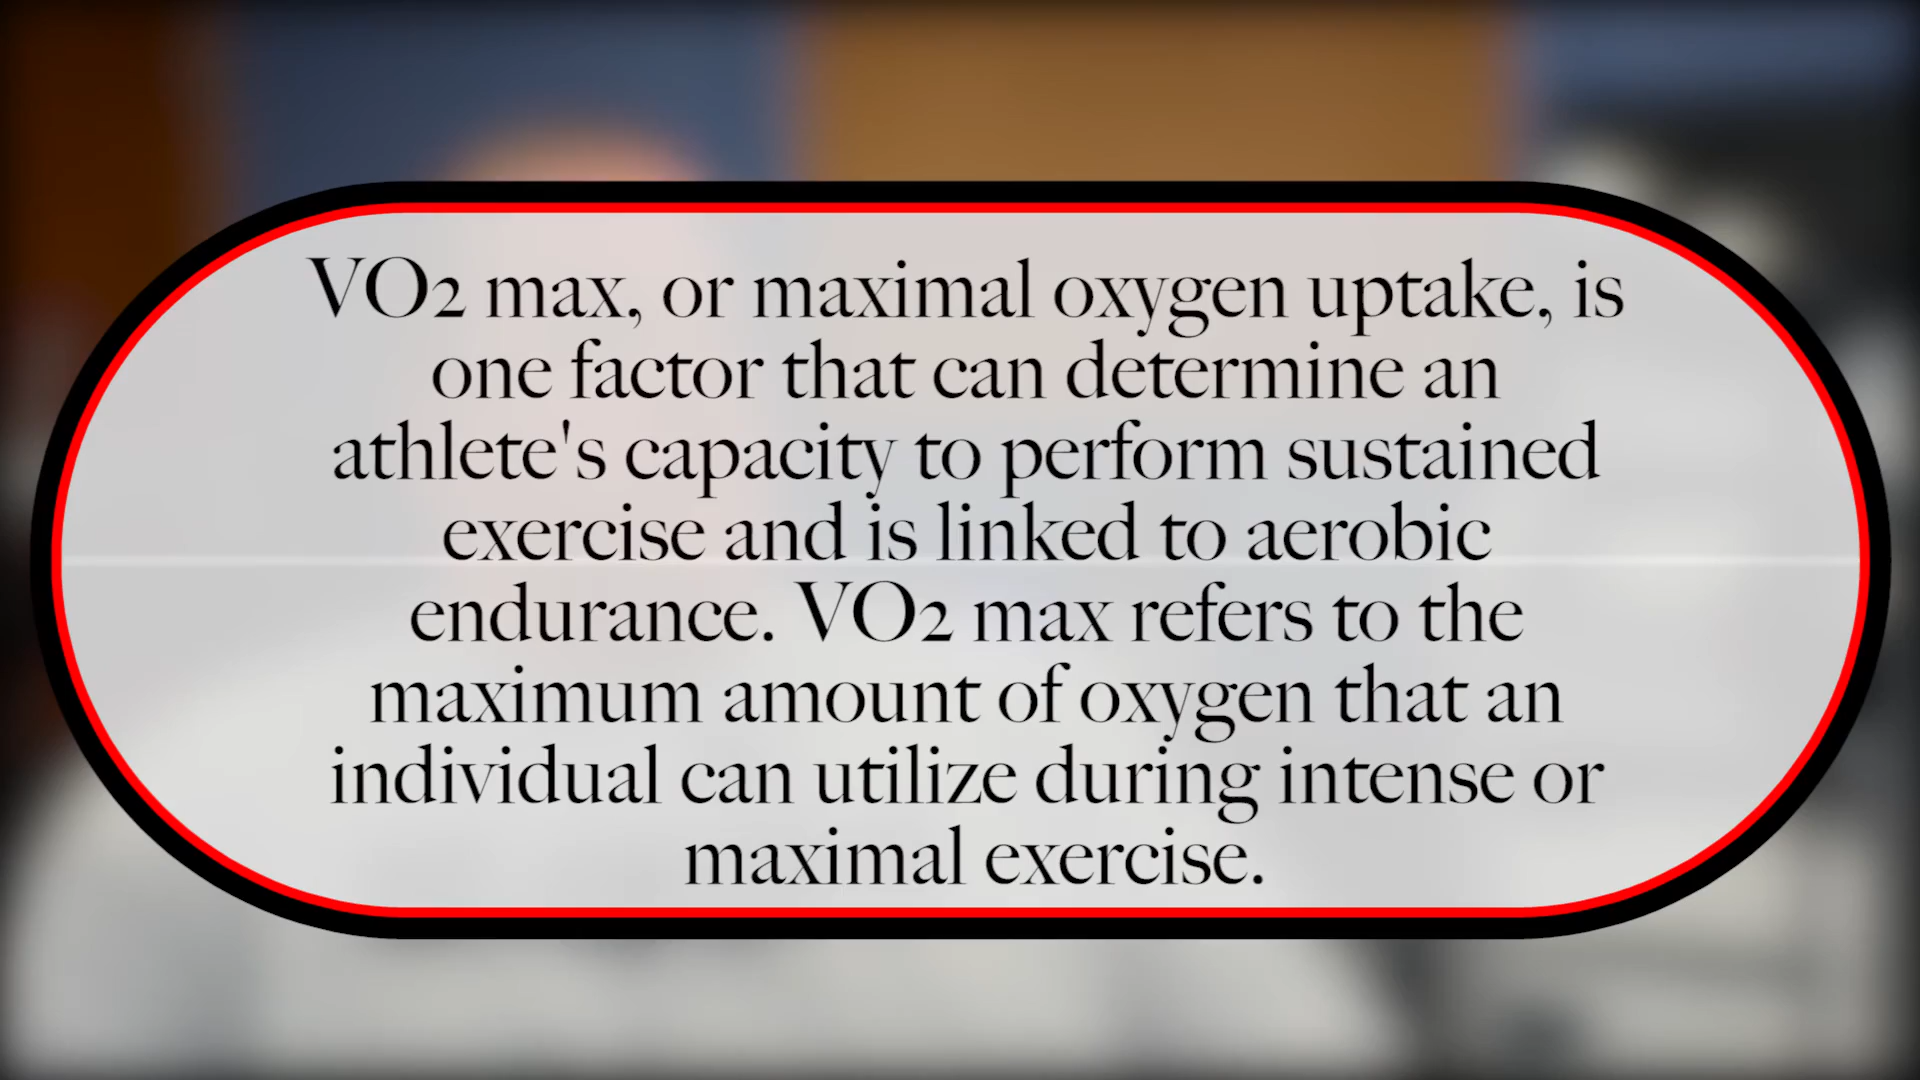 VO2 max, or maximal oxygen uptake, is
one factor that can determine an
athlete's capacity to perform sustained
exercise and is linked to aerobic
endurance. VO2 max refers to the
maximum amount of oxygen that an
individual can utilize during intense or
maximal exercise.